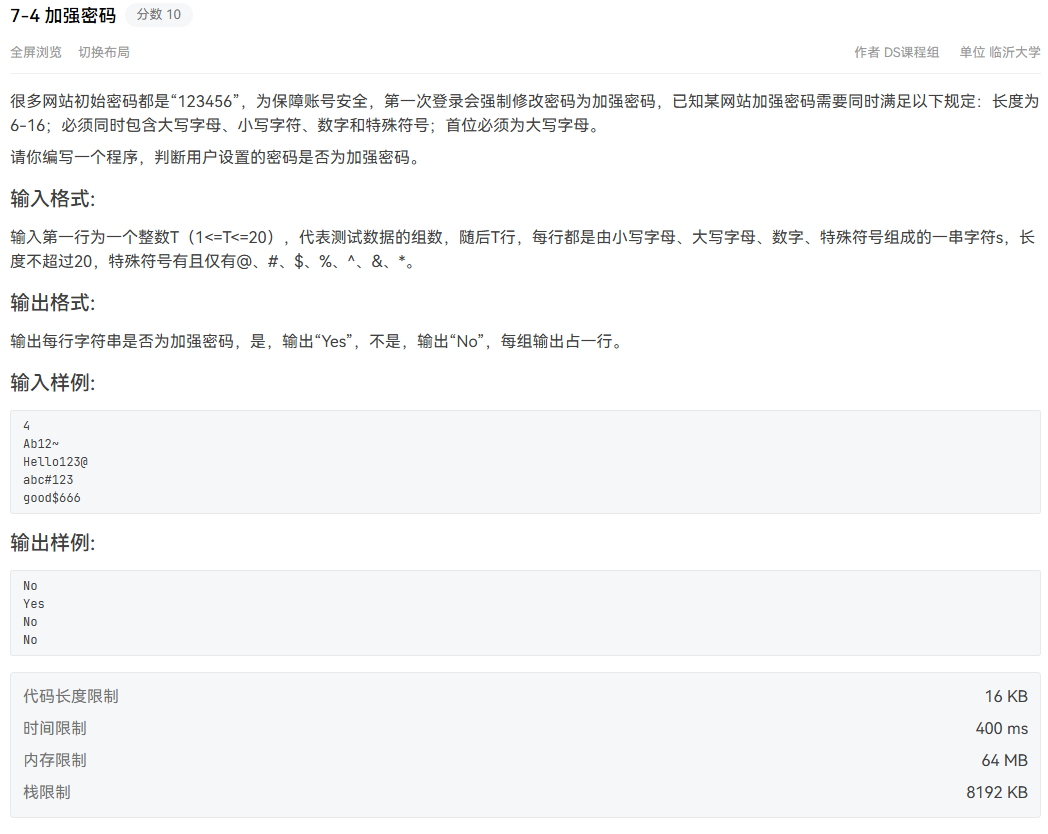 7-4 加强密码 分数 10
全屏浏览 切换布局 作者 DS课程组 单位 临沂大学
很多网站初始密码都是“123456”，为保障账号安全，第一次登录会强制修改密码为加强密码，已知某网站加强密码需要同时满足以下规定：长度为
6-16；必须同时包含大写字母、小写字符、数字和特殊符号；首位必须为大写字母。
请你编写一个程序，判断用户设置的密码是否为加强密码。
输入格式:
输入第一行为一个整数T（1<=T<=20），代表测试数据的组数，随后T行，每行都是由小写字母、大写字母、数字、特殊符号组成的一串字符s，长
度不超过20，特殊符号有且仅有@、#、$、%、^、&、*。
输出格式:
输出每行字符串是否为加强密码，是，输出“Yes”，不是，输出“No”，每组输出占一行。
输入样例:
4
Ab12~
Hello123@
abc#123
good$666
输出样例:
No
Yes
No
No
代码长度限制 16 KB
时间限制 400 ms
内存限制 64 MB
栈限制 8192 KB